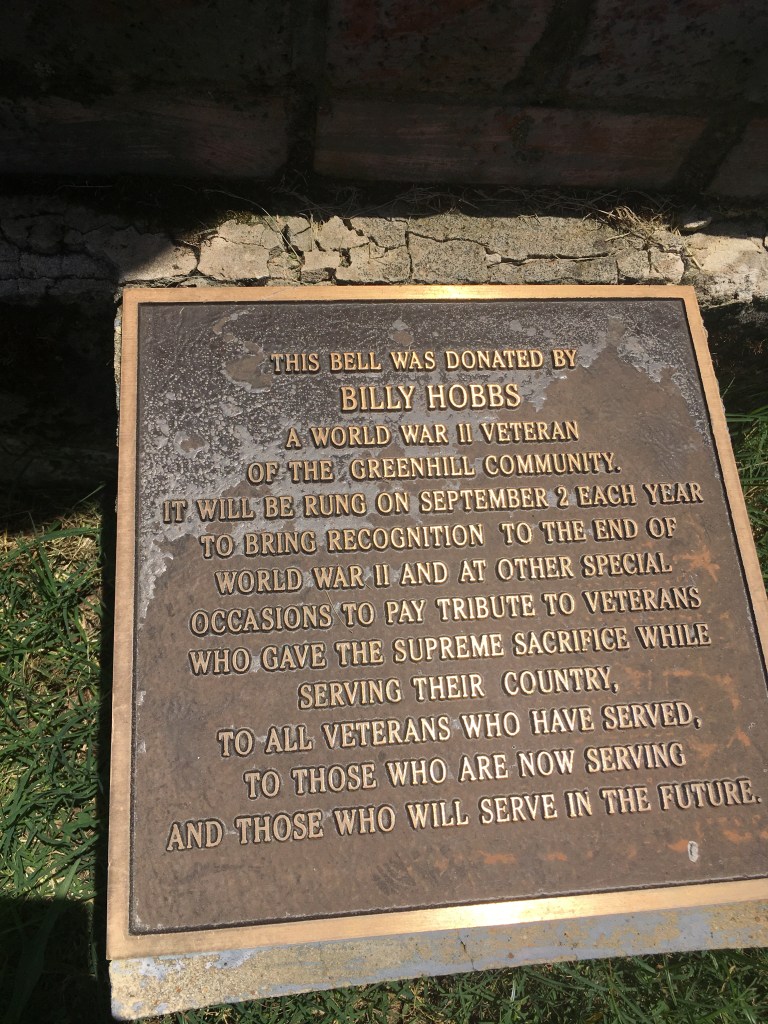 THIS BELL WAS DONATED BY
BILLY HOBBS
A WORLD WAR II VETERAN
OF THE GREENHILL COMMUNITY.
IT WILL BE RUNG ON SEPTEMBER 2 EACH YEAR
TO BRING RECOGNITION TO THE END OF
WORLD WAR II AND AT OTHER SPECIAL
OCCASIONS TO PAY TRIBUTE TO VETERANS
WHO GAVE THE SUPREME SACRIFICE WHILE
SERVING THEIR COUNTRY,
TO ALL VETERANS WHO HAVE SERVED,
TO THOSE WHO ARE NOW SERVING
AND THOSE WHO WILL SERVE IN THE FUTURE.